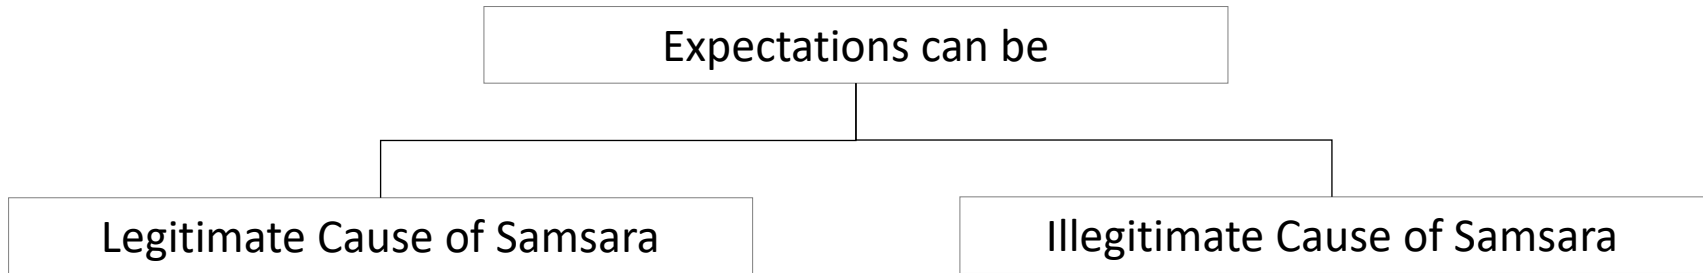 Expectations can be
Legitimate Cause of Samsara
Illegitimate Cause of Samsara